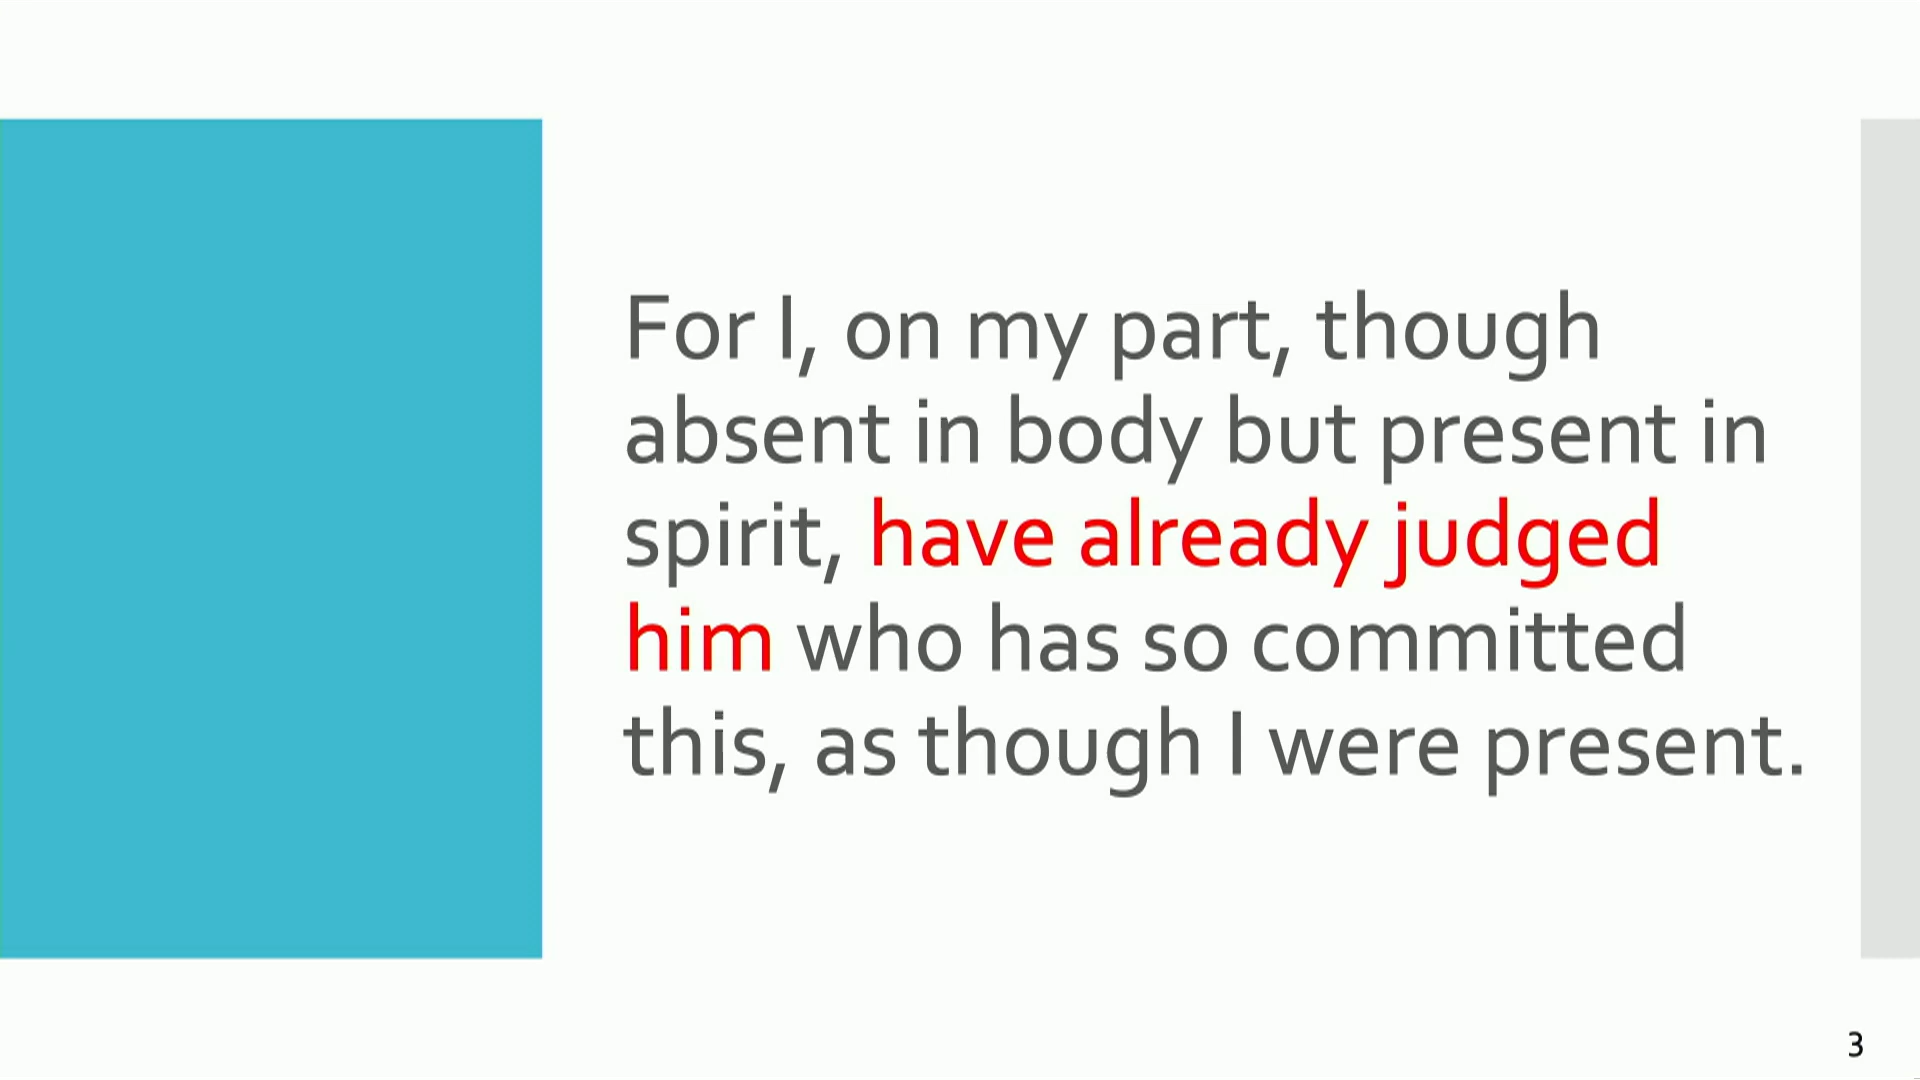 For I, on my part, though
absent in body but present in
spirit, have already judged
him who has so committed
this, as though I were present.
3